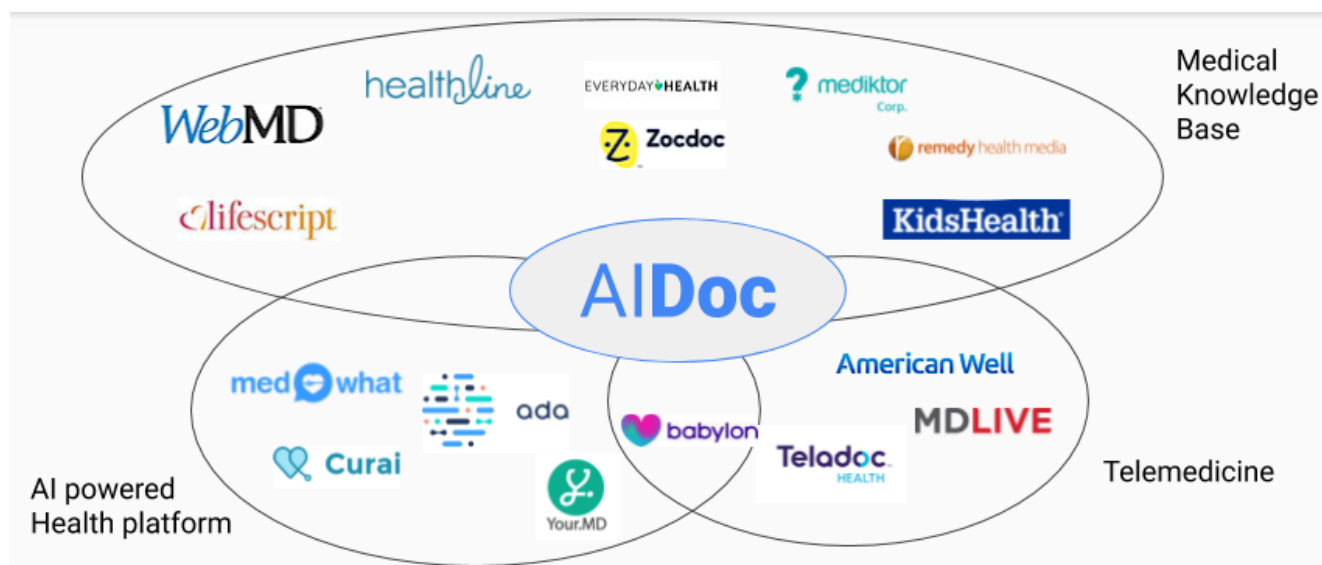 Medical
Knowledge
Base
healthline
EVERYDAY HEALTH
mediktor
Corp.
WebMD
Zocdoc
remedy health media
lifescript
KidsHealth
AIDoc
American Well
med what
ada
MDLIVE
babylon
Curai
Teladoc
HEALTH
Telemedicine
AI powered
Health platform
Your.MD